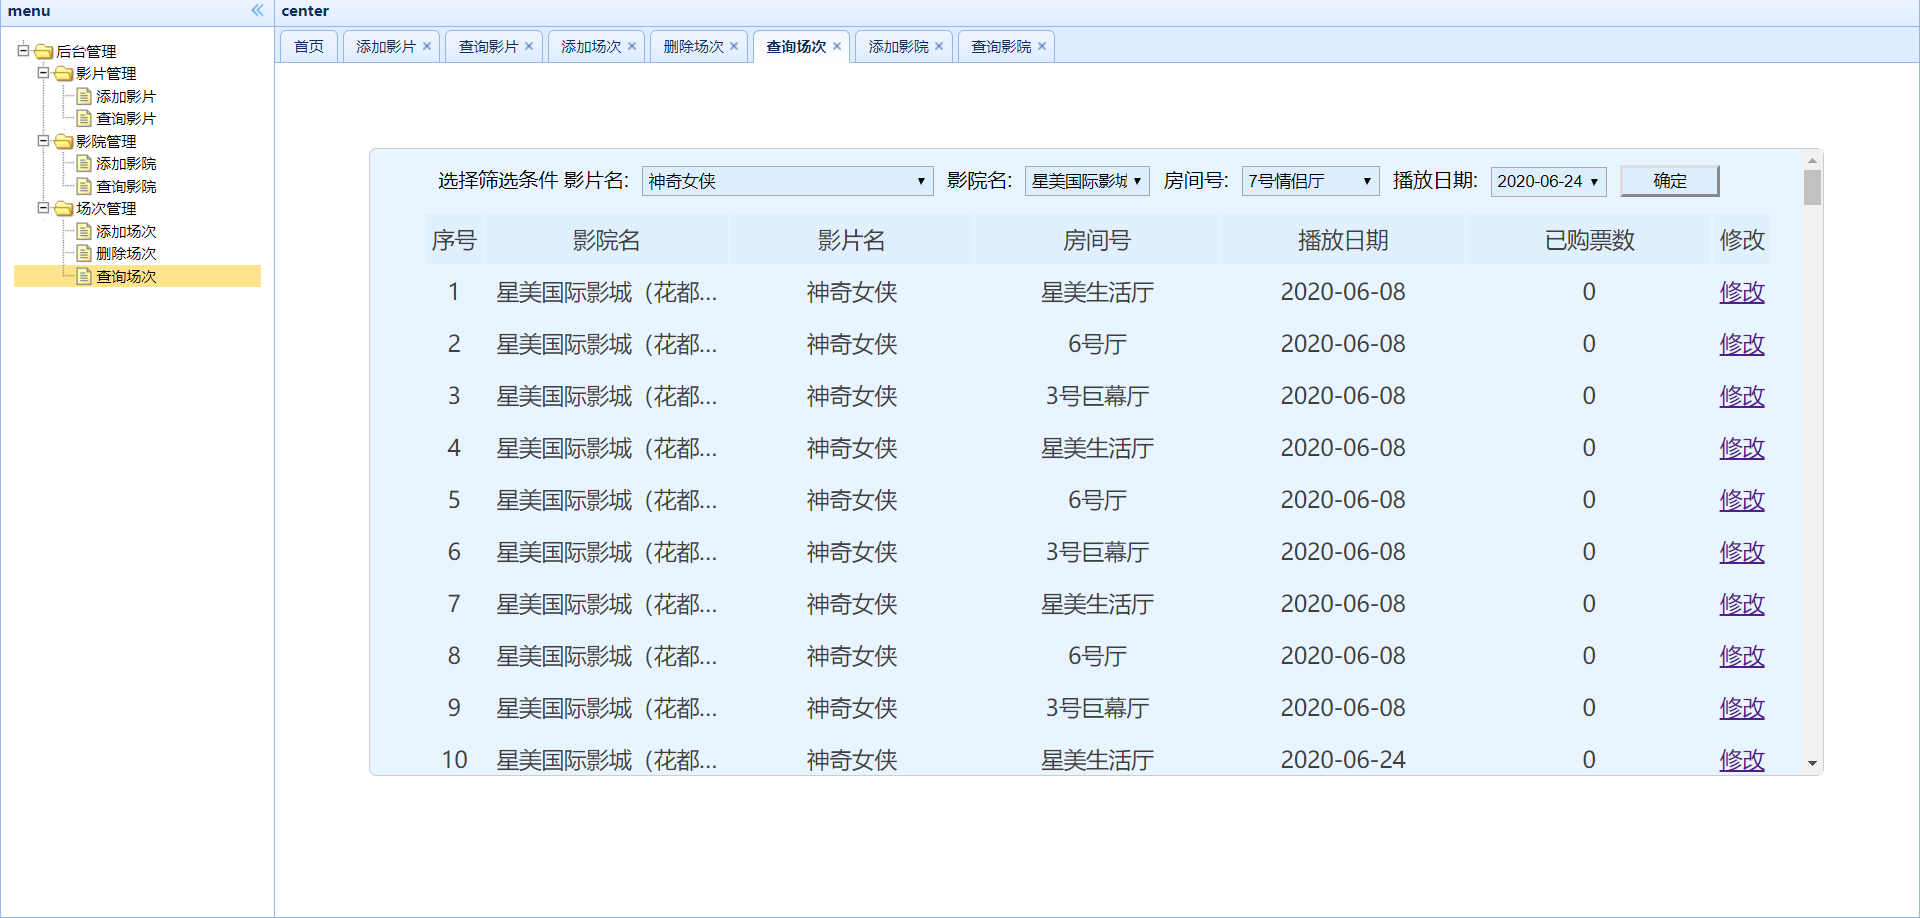 menu
center
后台管理
影片管理
添加影片
查询影片
影院管理
添加影院
查询影院
场次管理
添加场次
删除场次
查询场次
首页 添加影片 查询影片 添加场次 删除场次 查询场次 添加影院 查询影院
选择筛选条件 影片名: 神奇女侠 影院名: 星美国际影城 房间号: 7号情侣厅 播放日期: 2020-06-24 确定
序号 影院名 影片名 房间号 播放日期 已购票数 修改
1 星美国际影城（花都... 神奇女侠 星美生活厅 2020-06-08 0 修改
2 星美国际影城（花都... 神奇女侠 6号厅 2020-06-08 0 修改
3 星美国际影城（花都... 神奇女侠 3号巨幕厅 2020-06-08 0 修改
4 星美国际影城（花都... 神奇女侠 星美生活厅 2020-06-08 0 修改
5 星美国际影城（花都... 神奇女侠 6号厅 2020-06-08 0 修改
6 星美国际影城（花都... 神奇女侠 3号巨幕厅 2020-06-08 0 修改
7 星美国际影城（花都... 神奇女侠 星美生活厅 2020-06-08 0 修改
8 星美国际影城（花都... 神奇女侠 6号厅 2020-06-08 0 修改
9 星美国际影城（花都... 神奇女侠 3号巨幕厅 2020-06-08 0 修改
10 星美国际影城（花都... 神奇女侠 星美生活厅 2020-06-24 0 修改